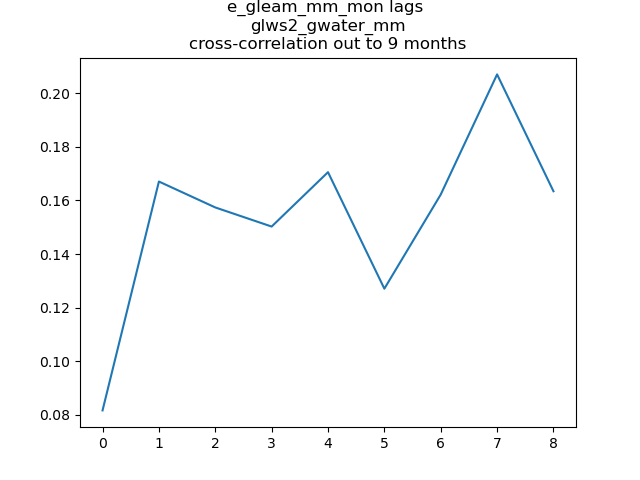 e_gleam_mm_mon lags
glws2_gwater_mm
cross-correlation out to 9 months
0.20
0.18
0.16
0.14
0.12
0.10
0.08
0 1 2 3 4 5 6 7 8